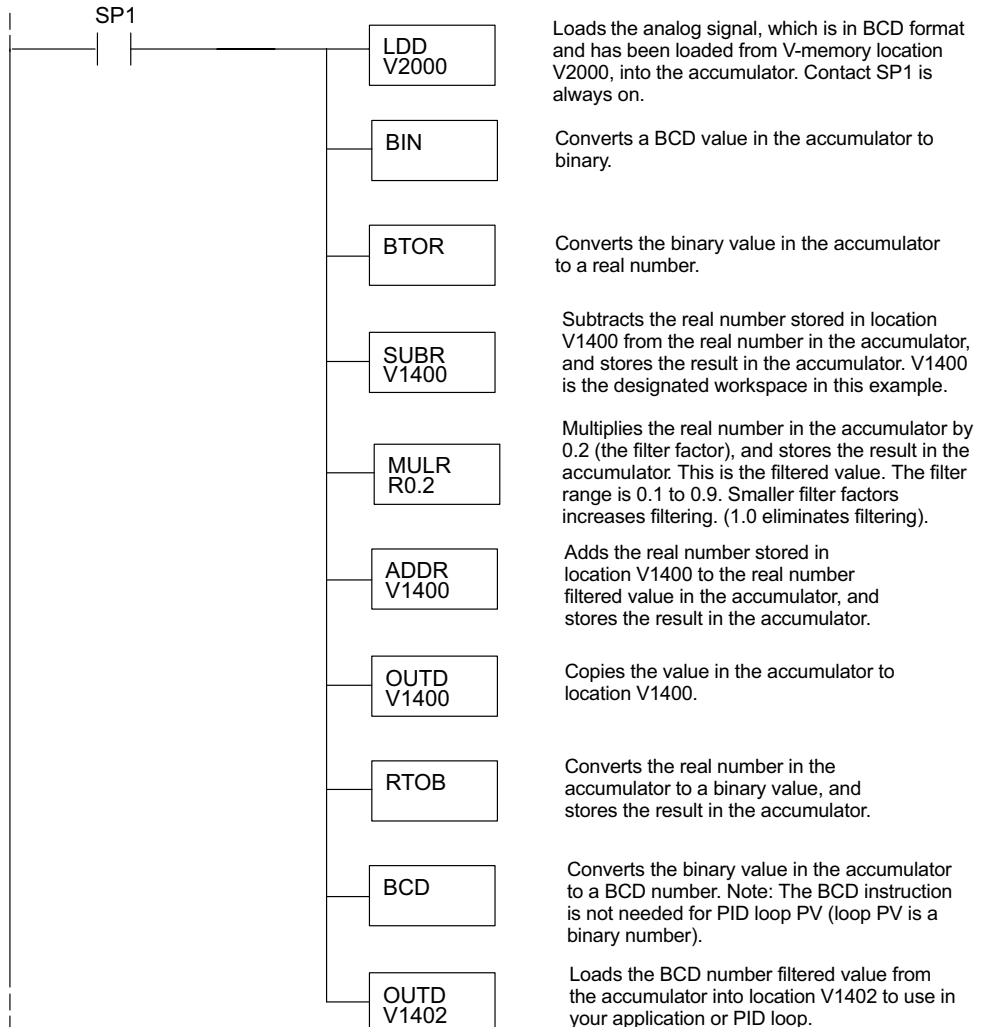 SP1
LDD
V2000
Loads the analog signal, which is in BCD format
and has been loaded from V-memory location
V2000, into the accumulator. Contact SP1 is
always on.
BIN
Converts a BCD value in the accumulator to
binary.
BTOR
Converts the binary value in the accumulator
to a real number.
SUBR
V1400
Subtracts the real number stored in location
V1400 from the real number in the accumulator,
and stores the result in the accumulator. V1400
is the designated workspace in this example.
MULR
R0.2
Multiplies the real number in the accumulator by
0.2 (the filter factor), and stores the result in the
accumulator. This is the filtered value. The filter
range is 0.1 to 0.9. Smaller filter factors
increases filtering. (1.0 eliminates filtering).
ADDR
V1400
Adds the real number stored in
location V1400 to the real number
filtered value in the accumulator, and
stores the result in the accumulator.
OUTD
V1400
Copies the value in the accumulator to
location V1400.
RTOB
Converts the real number in the
accumulator to a binary value, and
stores the result in the accumulator.
BCD
Converts the binary value in the accumulator
to a BCD number. Note: The BCD instruction
is not needed for PID loop PV (loop PV is a
binary number).
OUTD
V1402
Loads the BCD number filtered value from
the accumulator into location V1402 to use in
your application or PID loop.